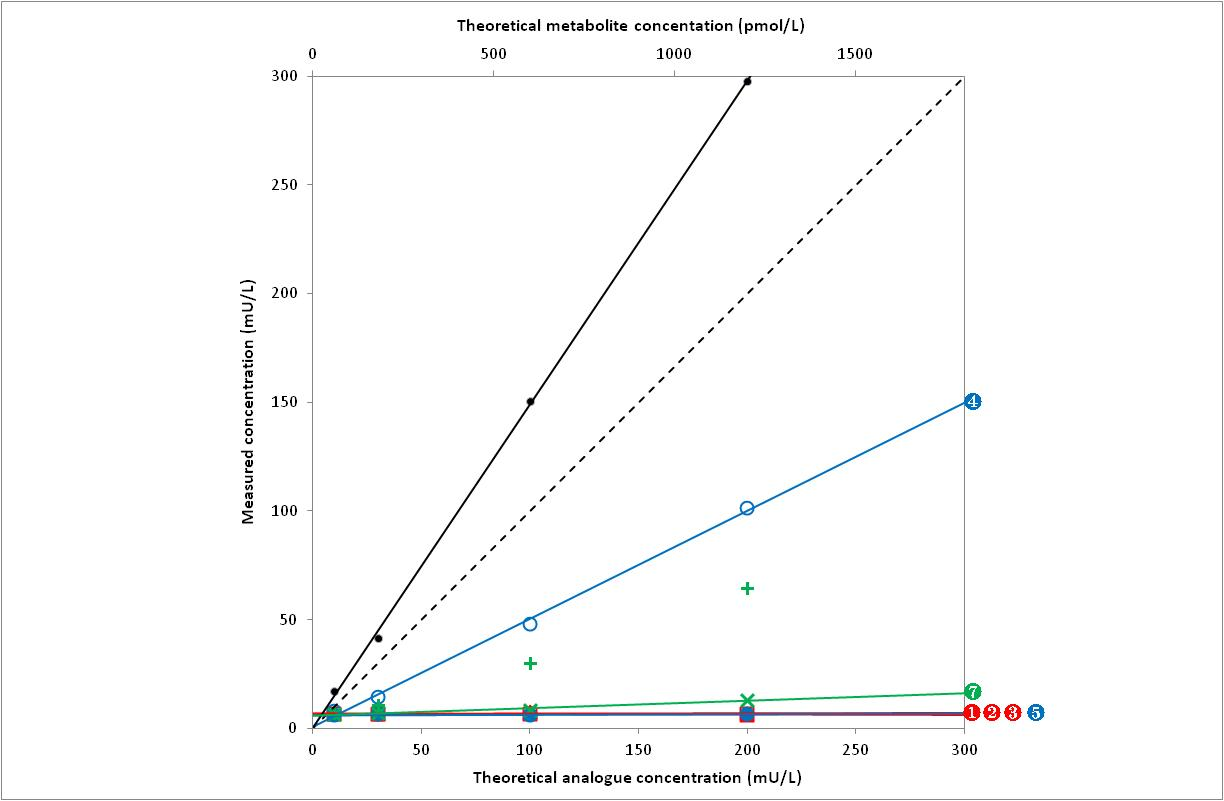 Theoretical metabolite concentation (pmol/L)
0 500 1000 1500
300
250
200
150
100
50
0
Measured concentration (mU/L)
4
7
1 2 3 5
0 50 100 150 200 250 300
Theoretical analogue concentration (mU/L)